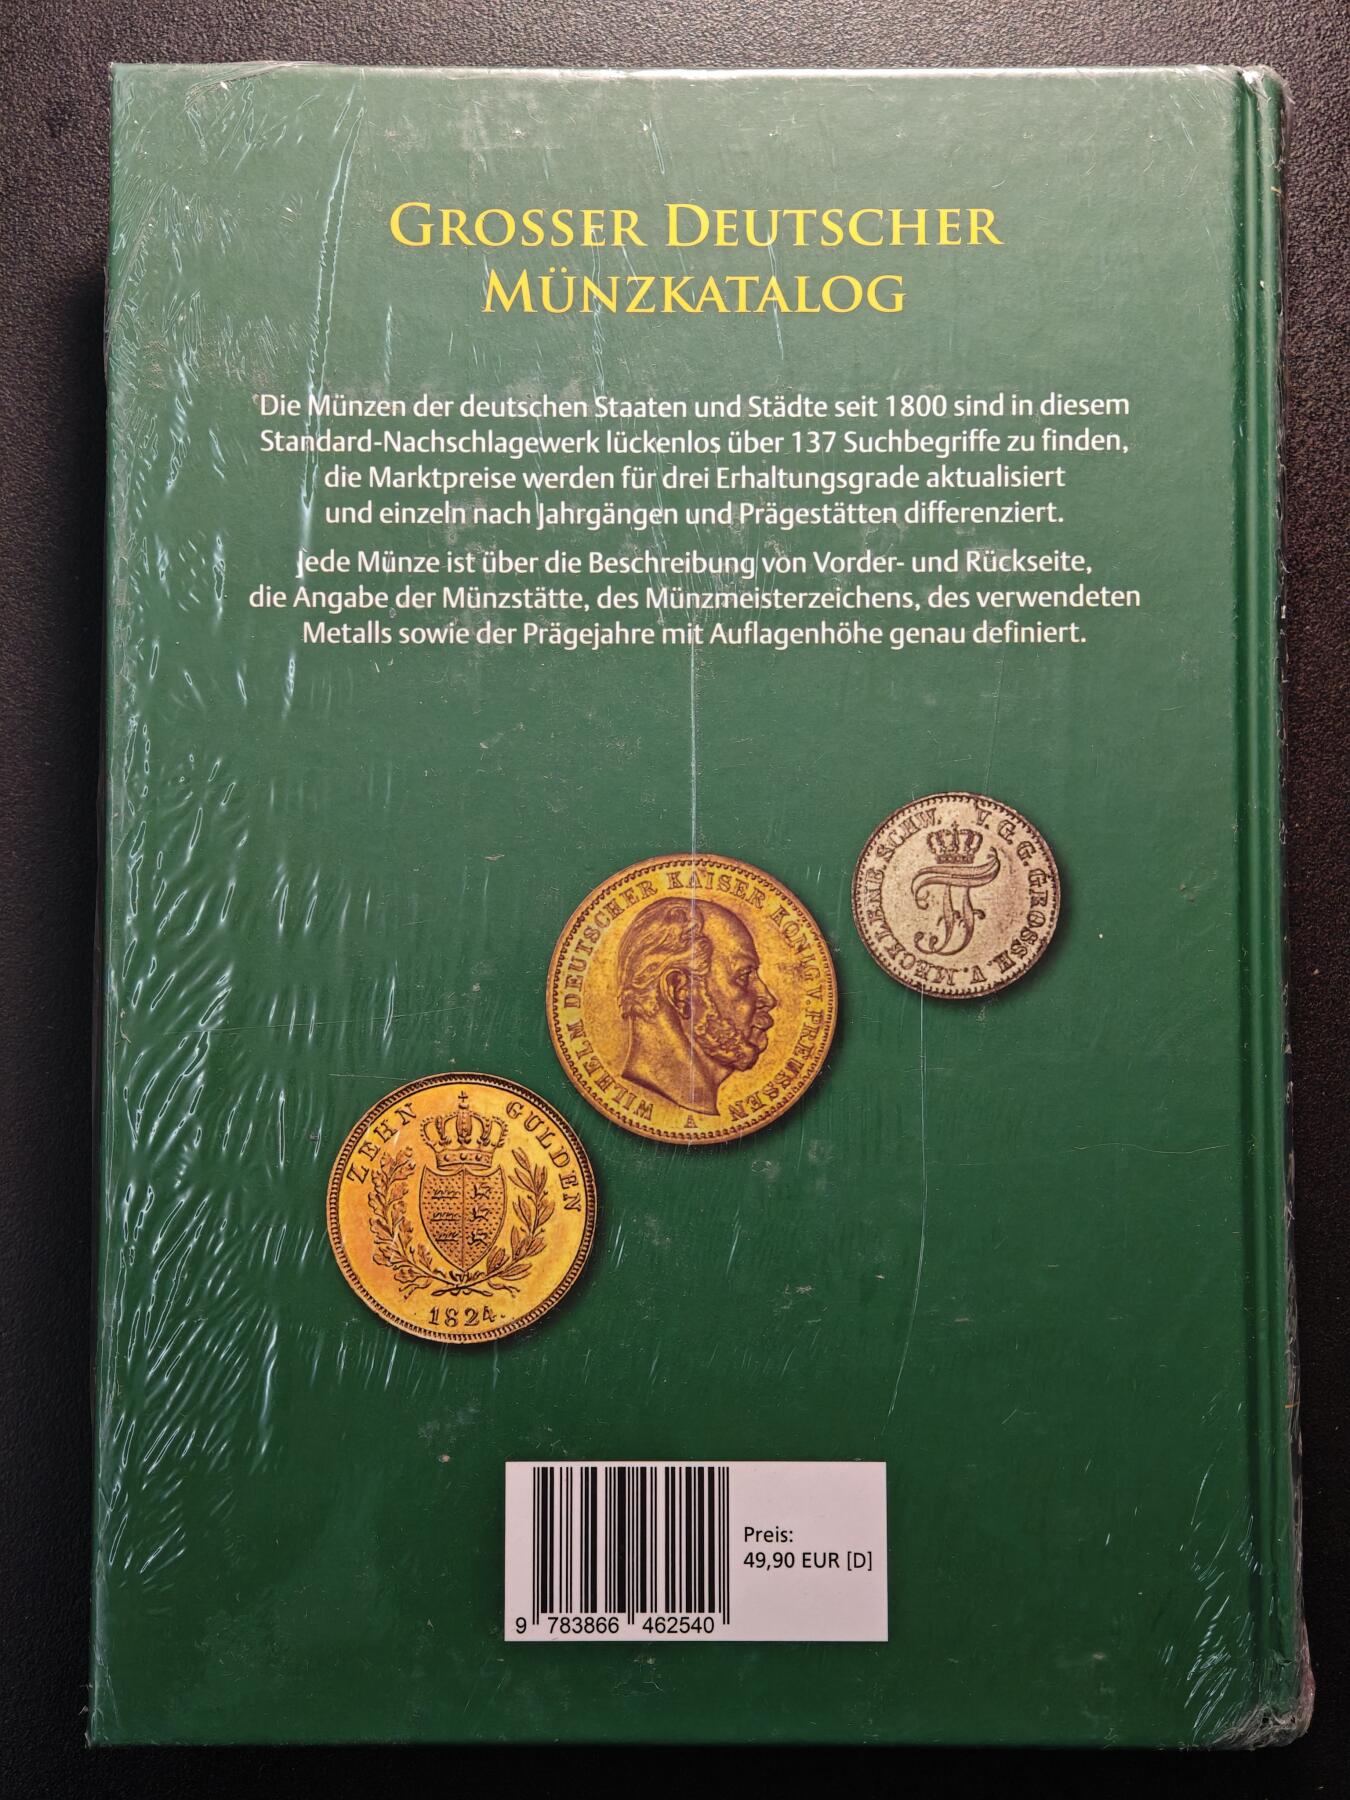 GROSSER DEUTSCHER
MÜNZKATALOG
Die Münzen der deutschen Staaten und Städte seit 1800 sind in diesem
Standard-Nachschlagewerk lückenlos über 137 Suchbegriffe zu finden,
die Marktpreise werden für drei Erhaltungsgrade aktualisiert
und einzeln nach Jahrgängen und Prägestätten differenziert.
Jede Münze ist über die Beschreibung von Vorder- und Rückseite,
die Angabe der Münzstätte, des Münzmeisterzeichens, des verwendeten
Metalls sowie der Prägejahre mit Auflagenhöhe genau definiert.
V. G. G. GROSSH. V. MECKLENB. SCHW.
FF
WILHELM DEUTSCHER KAISER KÖNIG V. PREUSSEN
A
ZEHN GULDEN
1824.
Preis:
49,90 EUR [D]
9 783866 462540